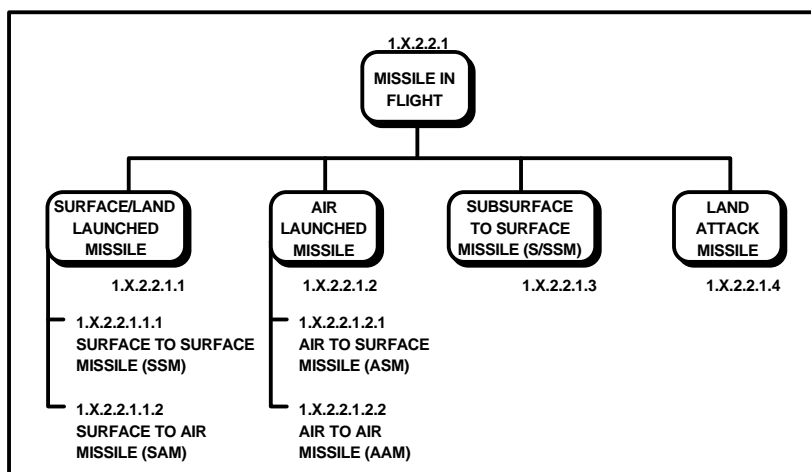 1.X.2.2.1
MISSILE IN
FLIGHT
SURFACE/LAND
LAUNCHED
MISSILE
1.X.2.2.1.1
1.X.2.2.1.1.1
SURFACE TO SURFACE
MISSILE (SSM)
1.X.2.2.1.1.2
SURFACE TO AIR
MISSILE (SAM)
AIR
LAUNCHED
MISSILE
1.X.2.2.1.2
1.X.2.2.1.2.1
AIR TO SURFACE
MISSILE (ASM)
1.X.2.2.1.2.2
AIR TO AIR
MISSILE (AAM)
SUBSURFACE
TO SURFACE
MISSILE (S/SSM)
1.X.2.2.1.3
LAND
ATTACK
MISSILE
1.X.2.2.1.4